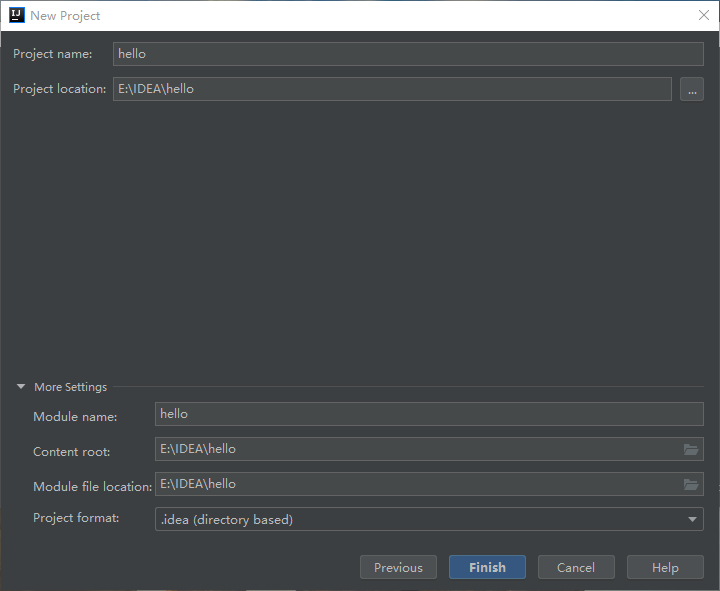 IJ New Project
Project name: hello
Project location: E:\IDEA\hello ...
More Settings
Module name: hello
Content root: E:\IDEA\hello
Module file location: E:\IDEA\hello
Project format: .idea (directory based)
Previous Finish Cancel Help